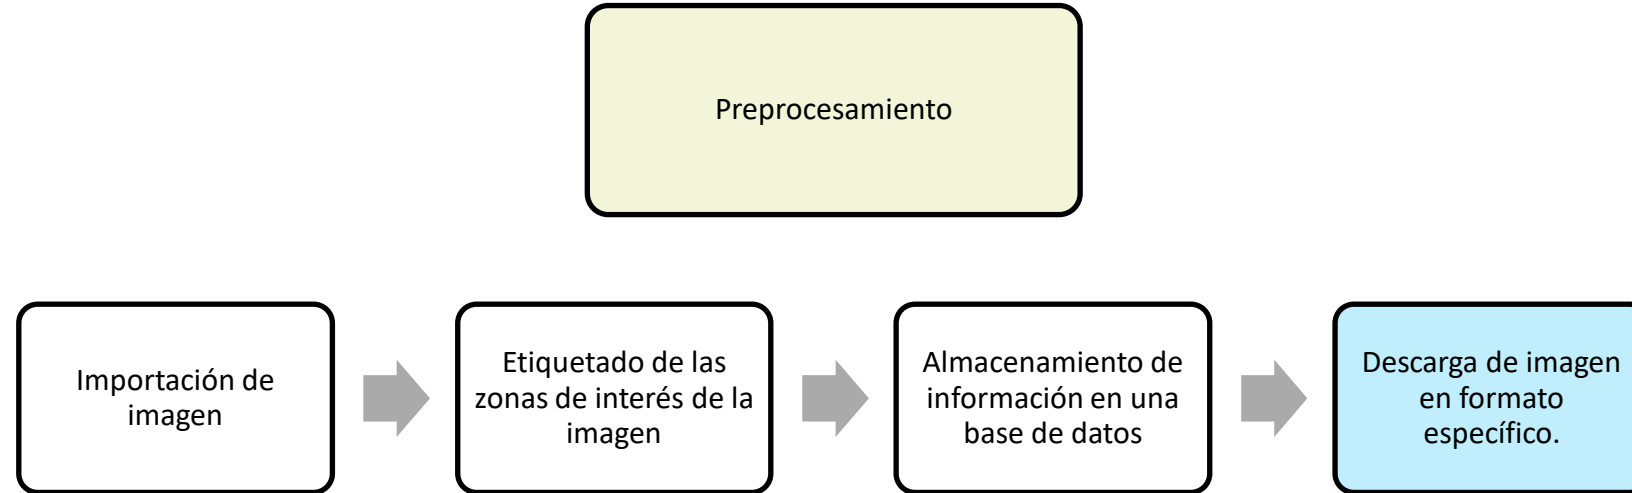 Preprocesamiento
Importación de
imagen
Etiquetado de las
zonas de interés de la
imagen
Almacenamiento de
información en una
base de datos
Descarga de imagen
en formato
específico.